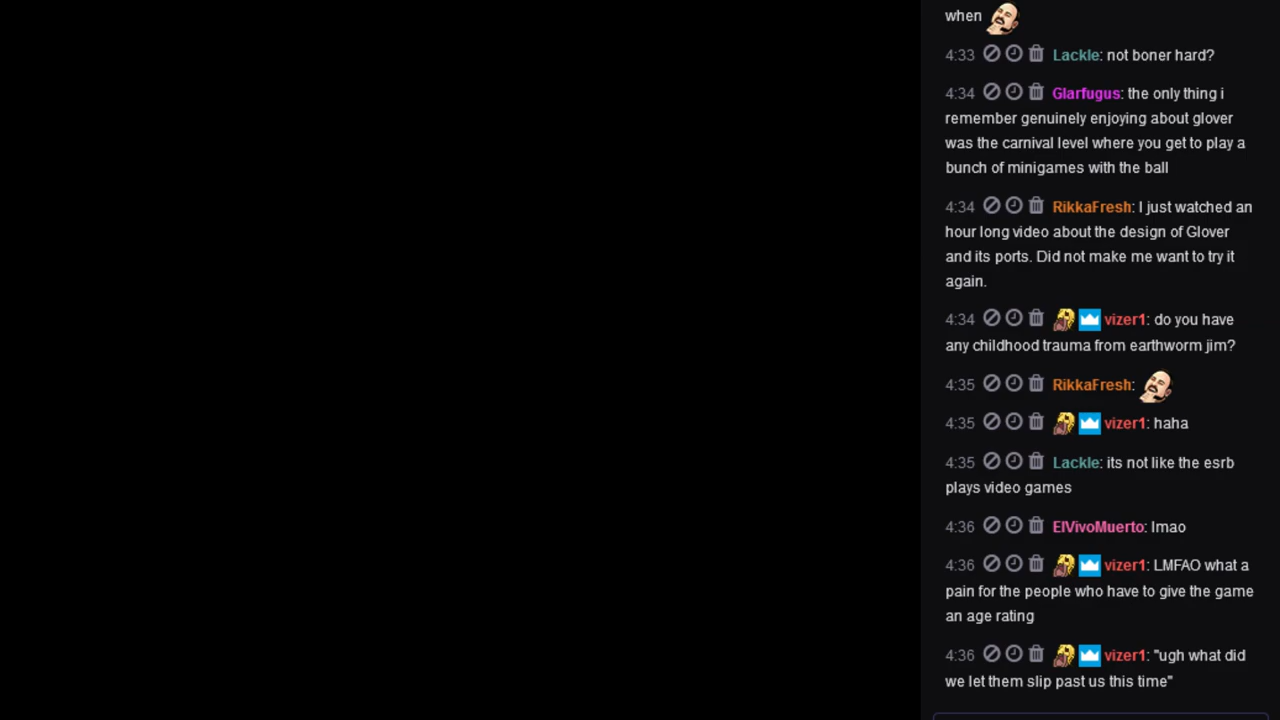 when
4:33 Lackle: not boner hard?
4:34 Glarfugus: the only thing i
remember genuinely enjoying about glover
was the carnival level where you get to play a
bunch of minigames with the ball
4:34 RikkaFresh: I just watched an
hour long video about the design of Glover
and its ports. Did not make me want to try it
again.
4:34 vizer1: do you have
any childhood trauma from earthworm jim?
4:35 RikkaFresh:
4:35 vizer1: haha
4:35 Lackle: its not like the esrb
plays video games
4:36 ElVivoMuerto: lmao
4:36 vizer1: LMFAO what a
pain for the people who have to give the game
an age rating
4:36 vizer1: "ugh what did
we let them slip past us this time"